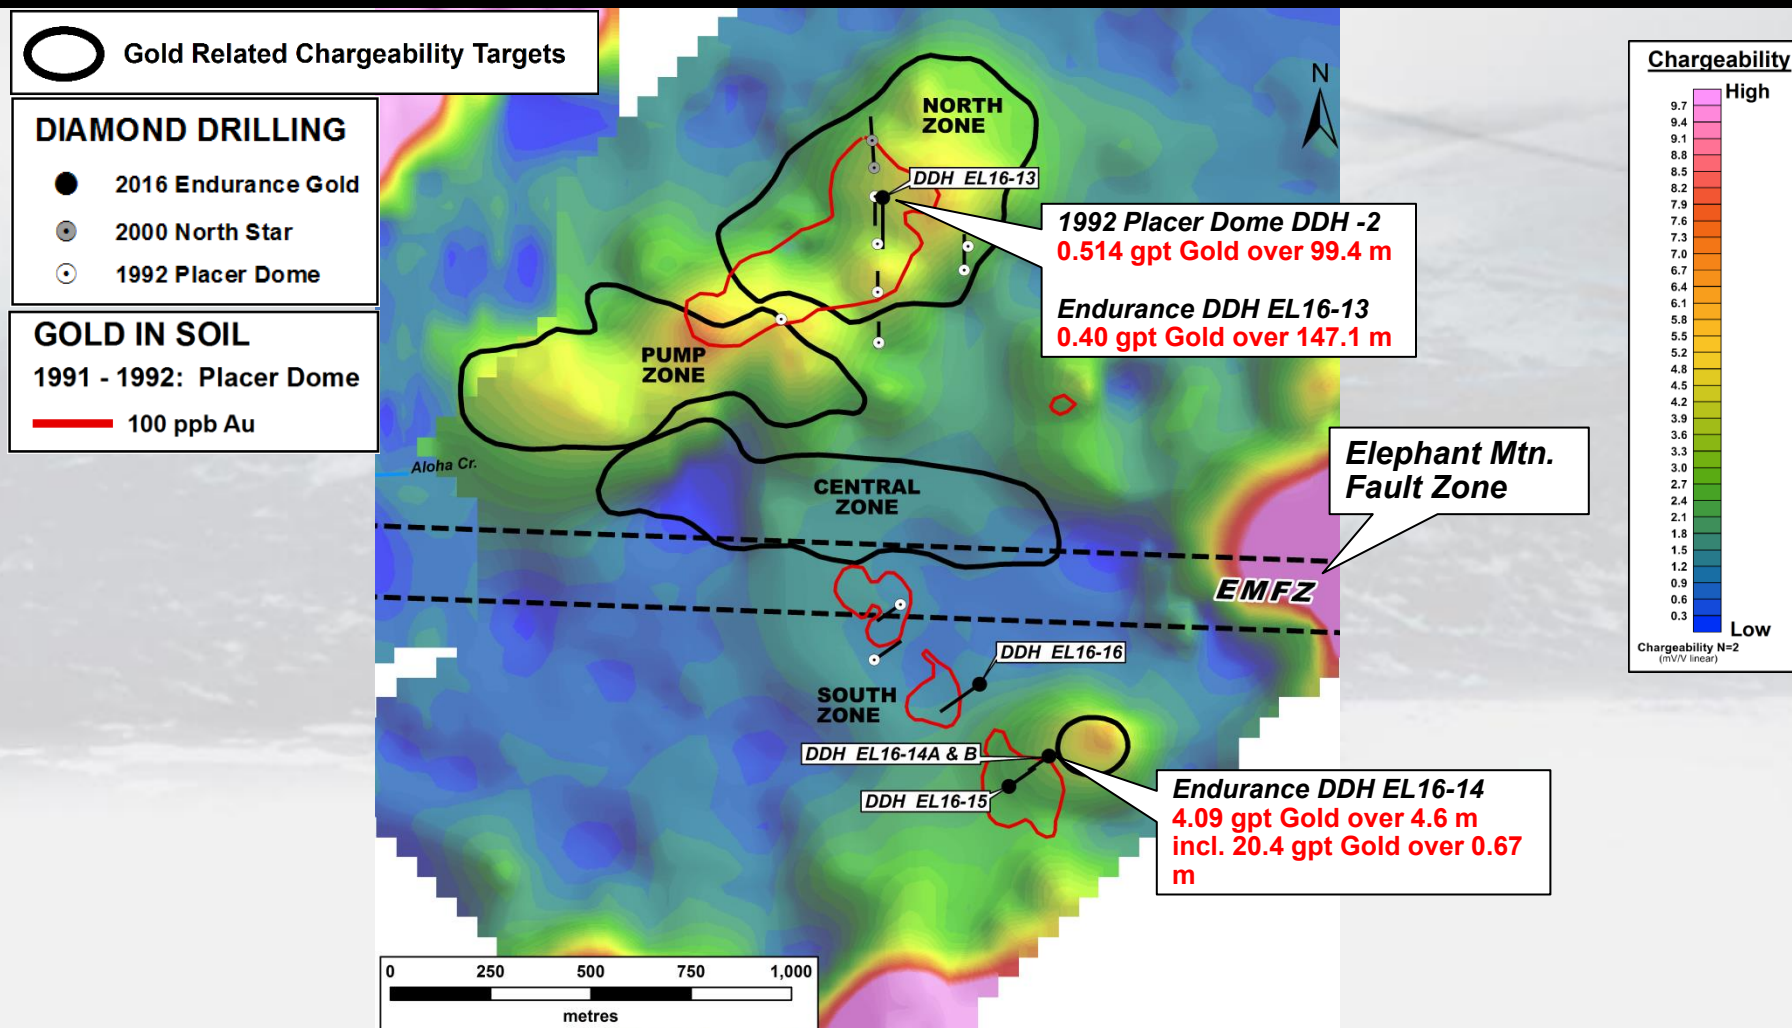 Gold Related Chargeability Targets
DIAMOND DRILLING
2016 Endurance Gold
2000 North Star
1992 Placer Dome
GOLD IN SOIL
1991 - 1992: Placer Dome
100 ppb Au
NORTH
ZONE
N
DDH EL16-13
1992 Placer Dome DDH -2
0.514 gpt Gold over 99.4 m
Endurance DDH EL16-13
0.40 gpt Gold over 147.1 m
PUMP
ZONE
Aloha Cr.
CENTRAL
ZONE
Elephant Mtn.
Fault Zone
EMFZ
DDH EL16-16
SOUTH
ZONE
DDH EL16-14A & B
DDH EL16-15
Endurance DDH EL16-14
4.09 gpt Gold over 4.6 m
incl. 20.4 gpt Gold over 0.67
m
0 250 500 750 1,000
metres
Chargeability
High
9.7
9.4
9.1
8.8
8.5
8.2
7.9
7.6
7.3
7.0
6.7
6.4
6.1
5.8
5.5
5.2
4.8
4.5
4.2
3.9
3.6
3.3
3.0
2.7
2.4
2.1
1.8
1.5
1.2
0.9
0.6
0.3
Low
Chargeability N=2
(mV/V linear)